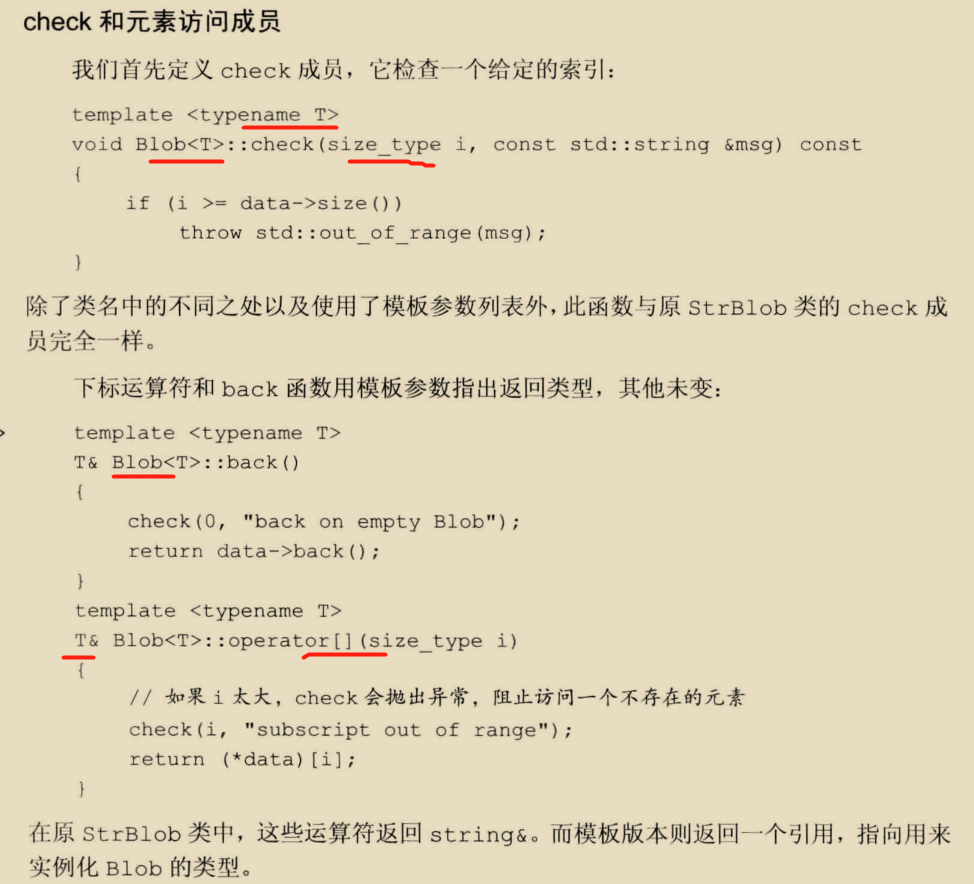 check 和元素访问成员
我们首先定义 check 成员，它检查一个给定的索引：
template <typename T>
void Blob<T>::check(size_type i, const std::string &msg) const
{
    if (i >= data->size())
        throw std::out_of_range(msg);
}
除了类名中的不同之处以及使用了模板参数列表外，此函数与原 StrBlob 类的 check 成
员完全一样。
下标运算符和 back 函数用模板参数指出返回类型，其他未变：
>
template <typename T>
T& Blob<T>::back()
{
    check(0, "back on empty Blob");
    return data->back();
}
template <typename T>
T& Blob<T>::operator[](size_type i)
{
    // 如果 i 太大，check 会抛出异常，阻止访问一个不存在的元素
    check(i, "subscript out of range");
    return (*data)[i];
}
在原 StrBlob 类中，这些运算符返回 string&。而模板版本则返回一个引用，指向用来
实例化 Blob 的类型。